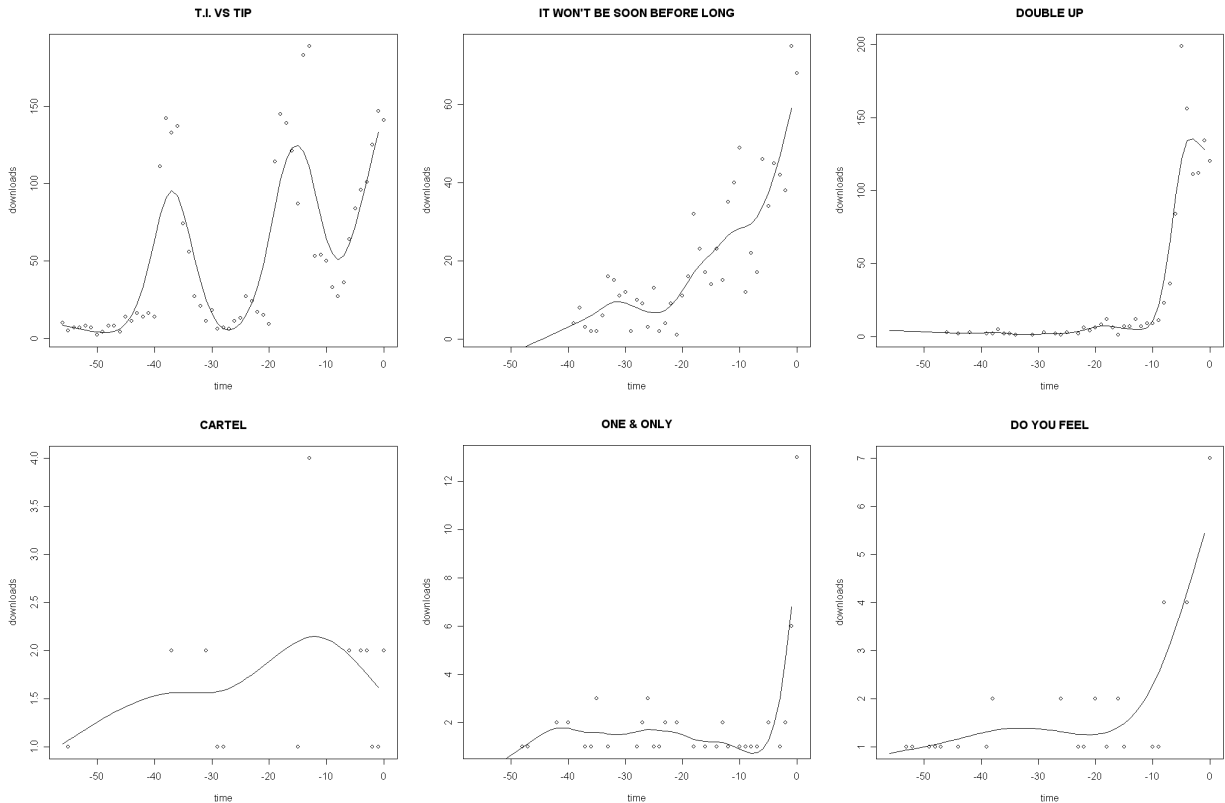 T.I. VS TIP
downloads
0 50 100 150
-50 -40 -30 -20 -10 0
time
IT WON'T BE SOON BEFORE LONG
downloads
0 20 40 60
-50 -40 -30 -20 -10 0
time
DOUBLE UP
downloads
0 50 100 150 200
-50 -40 -30 -20 -10 0
time
CARTEL
downloads
1.0 1.5 2.0 2.5 3.0 3.5 4.0
-50 -40 -30 -20 -10 0
time
ONE & ONLY
downloads
2 4 6 8 10 12
-50 -40 -30 -20 -10 0
time
DO YOU FEEL
downloads
1 2 3 4 5 6 7
-50 -40 -30 -20 -10 0
time